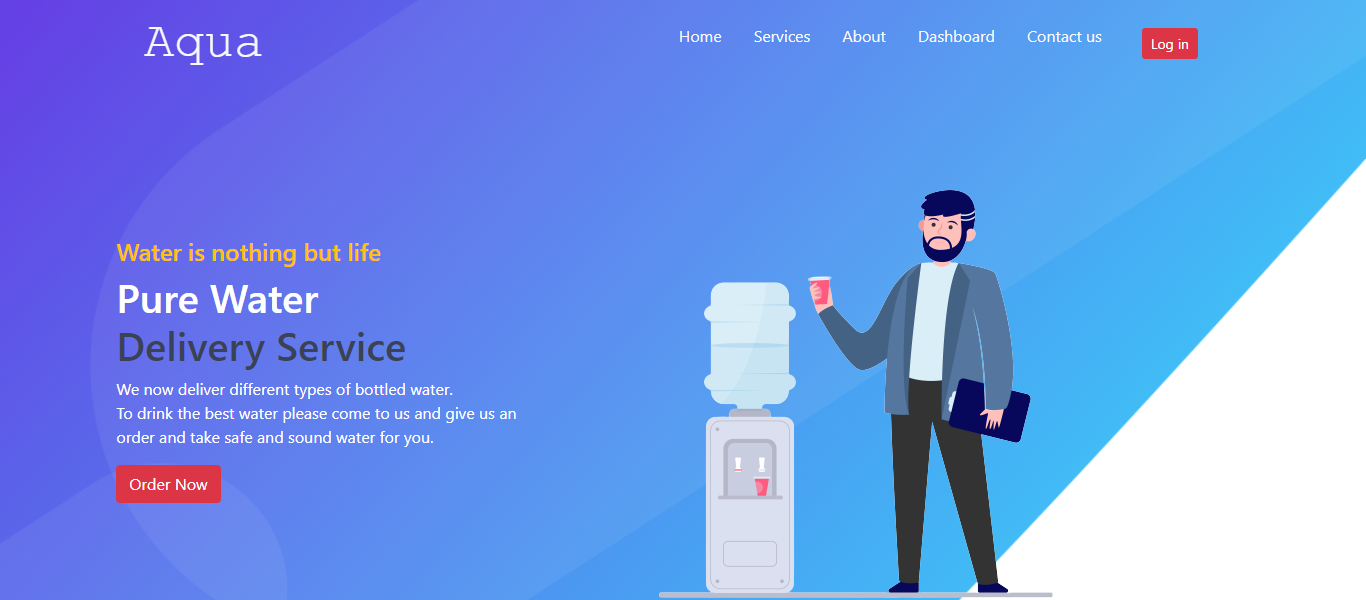 Aqua
Home Services About Dashboard Contact us Log in
Water is nothing but life
Pure Water
Delivery Service
We now deliver different types of bottled water.
To drink the best water please come to us and give us an
order and take safe and sound water for you.
Order Now